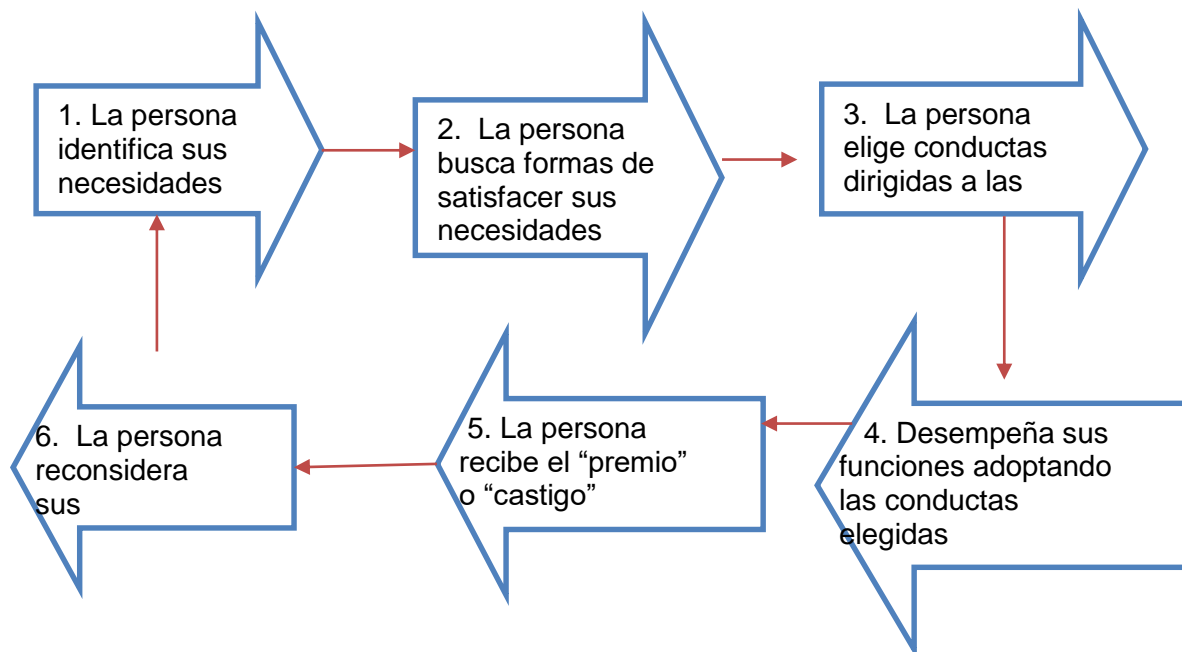 1. La persona
identifica sus
necesidades
2. La persona
busca formas de
satisfacer sus
necesidades
3. La persona
elige conductas
dirigidas a las
4. Desempeña sus
funciones adoptando
las conductas
elegidas
5. La persona
recibe el “premio”
o “castigo”
6. La persona
reconsidera
sus